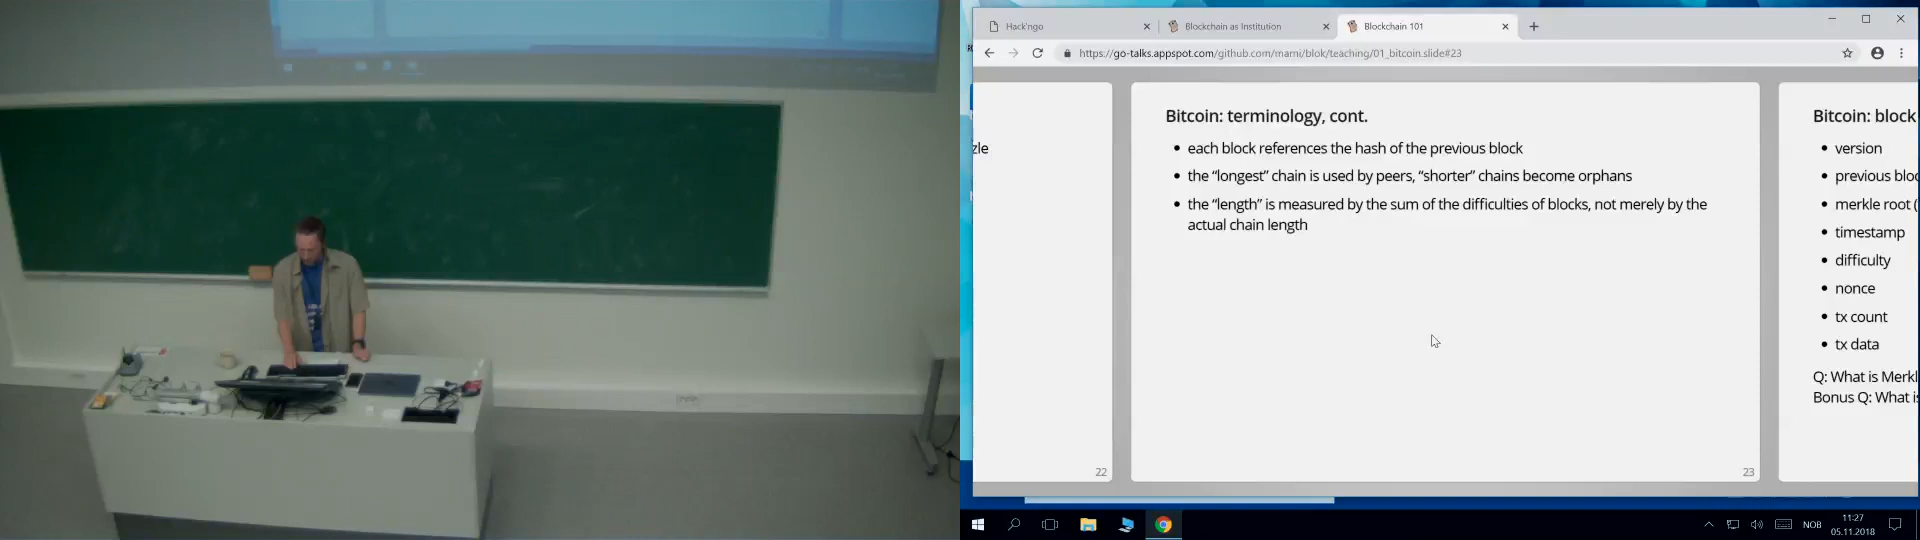 Hack'ngo
Blockchain as Institution
Blockchain 101
https://go-talks.appspot.com/github.com/mami/blok/teaching/01_bitcoin.slide#23
zle
22
Bitcoin: terminology, cont.
each block references the hash of the previous block
the “longest” chain is used by peers, “shorter” chains become orphans
the “length” is measured by the sum of the difficulties of blocks, not merely by the
actual chain length
23
Bitcoin: block
version
previous bloc
merkle root (
timestamp
difficulty
nonce
tx count
tx data
Q: What is Merkl
Bonus Q: What is
NOB
11:27
05.11.2018